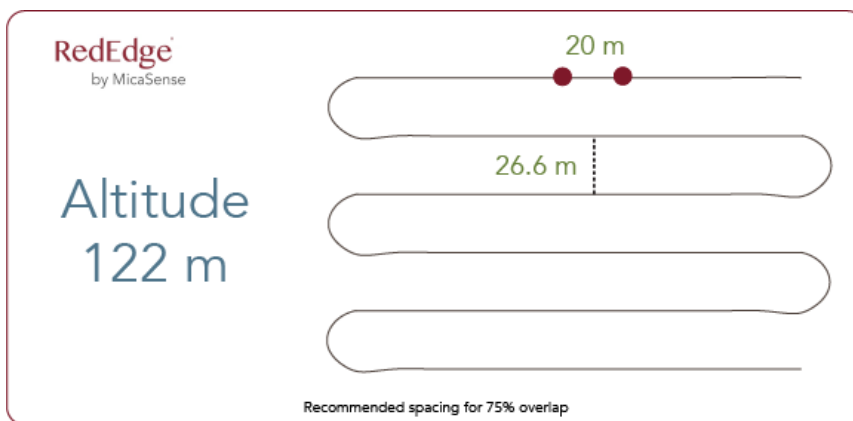 RedEdge
by MicaSense
20 m
26.6 m
Altitude
122 m
Recommended spacing for 75% overlap